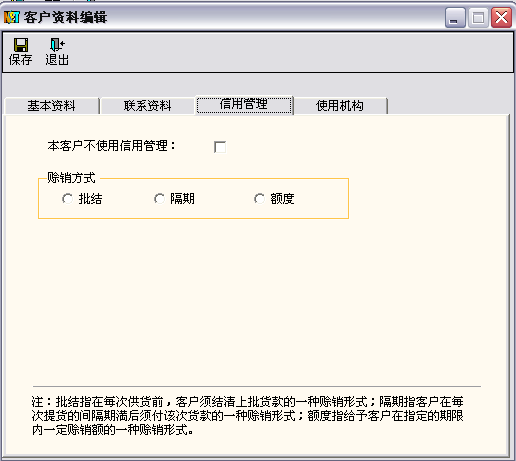 客户资料编辑
保存 退出
基本资料 联系资料 信用管理 使用机构
本客户不使用信用管理：
赊销方式
批结 隔期 额度
注：批结指在每次供货前，客户须结清上批货款的一种赊销形式；隔期指客户在每
次提货的间隔期满后须付该次货款的一种赊销形式；额度指给予客户在指定的期限
内一定赊销额的一种赊销形式。